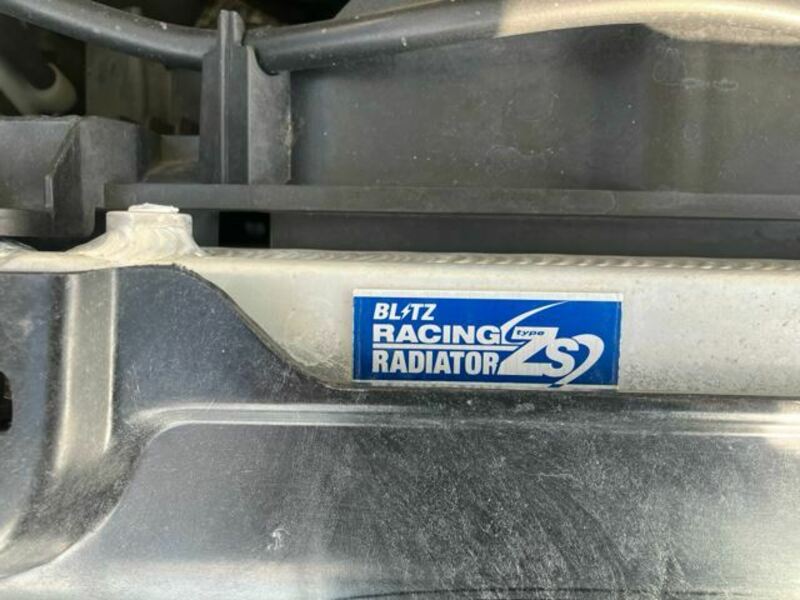 BLITZ
RACING type
RADIATOR ZS